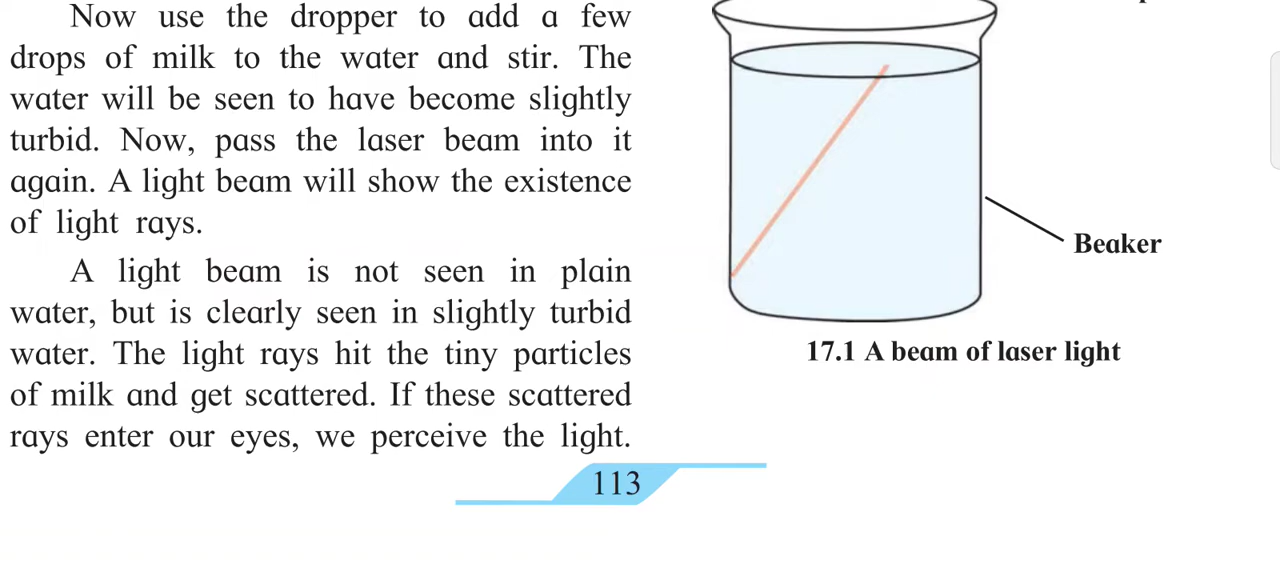 Now use the dropper to add a few
drops of milk to the water and stir. The
water will be seen to have become slightly
turbid. Now, pass the laser beam into it
again. A light beam will show the existence
of light rays.
A light beam is not seen in plain
water, but is clearly seen in slightly turbid
water. The light rays hit the tiny particles
of milk and get scattered. If these scattered
rays enter our eyes, we perceive the light.
Beaker
17.1 A beam of laser light
113